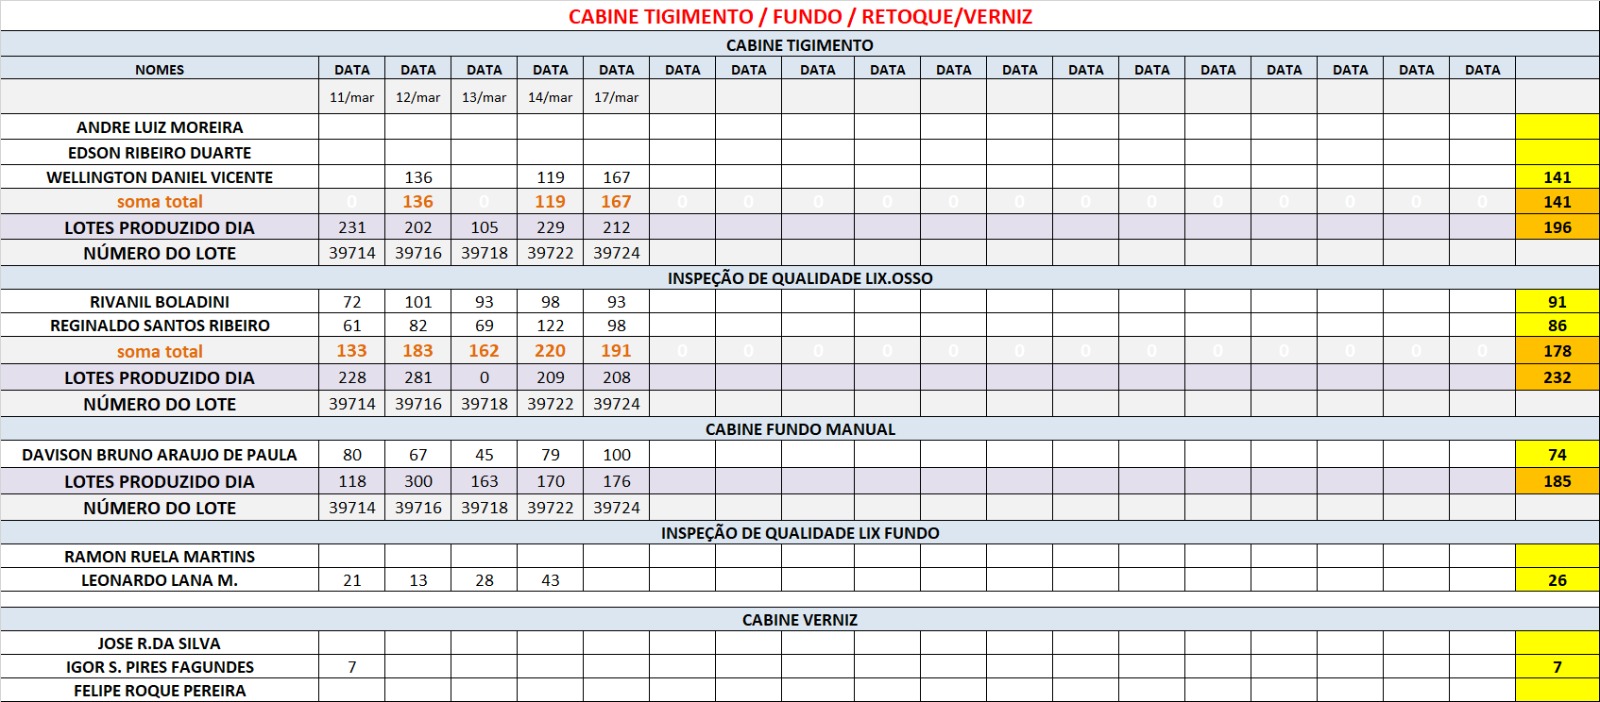 CABINE TIGIMENTO / FUNDO / RETOQUE/VERNIZ
CABINE TIGIMENTO
NOMES DATA DATA DATA DATA DATA DATA DATA DATA DATA DATA DATA DATA DATA DATA DATA DATA DATA DATA
11/mar 12/mar 13/mar 14/mar 17/mar
ANDRE LUIZ MOREIRA
EDSON RIBEIRO DUARTE
WELLINGTON DANIEL VICENTE 136 119 167 141
soma total 0 136 0 119 167 0 0 0 0 0 0 0 0 0 0 0 0 0 141
LOTES PRODUZIDO DIA 231 202 105 229 212 196
NÚMERO DO LOTE 39714 39716 39718 39722 39724
INSPEÇÃO DE QUALIDADE LIX.OSSO
RIVANIL BOLADINI 72 101 93 98 93 91
REGINALDO SANTOS RIBEIRO 61 82 69 122 98 86
soma total 133 183 162 220 191 0 0 0 0 0 0 0 0 0 0 0 0 0 178
LOTES PRODUZIDO DIA 228 281 0 209 208 232
NÚMERO DO LOTE 39714 39716 39718 39722 39724
CABINE FUNDO MANUAL
DAVISON BRUNO ARAUJO DE PAULA 80 67 45 79 100 74
LOTES PRODUZIDO DIA 118 300 163 170 176 185
NÚMERO DO LOTE 39714 39716 39718 39722 39724
INSPEÇÃO DE QUALIDADE LIX FUNDO
RAMON RUELA MARTINS
LEONARDO LANA M. 21 13 28 43 26
CABINE VERNIZ
JOSE R.DA SILVA
IGOR S. PIRES FAGUNDES 7 7
FELIPE ROQUE PEREIRA